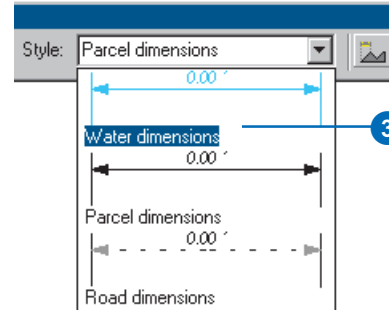 Style: Parcel dimensions
0.00 '
Water dimensions
3
0.00 '
Parcel dimensions
0.00 '
Road dimensions